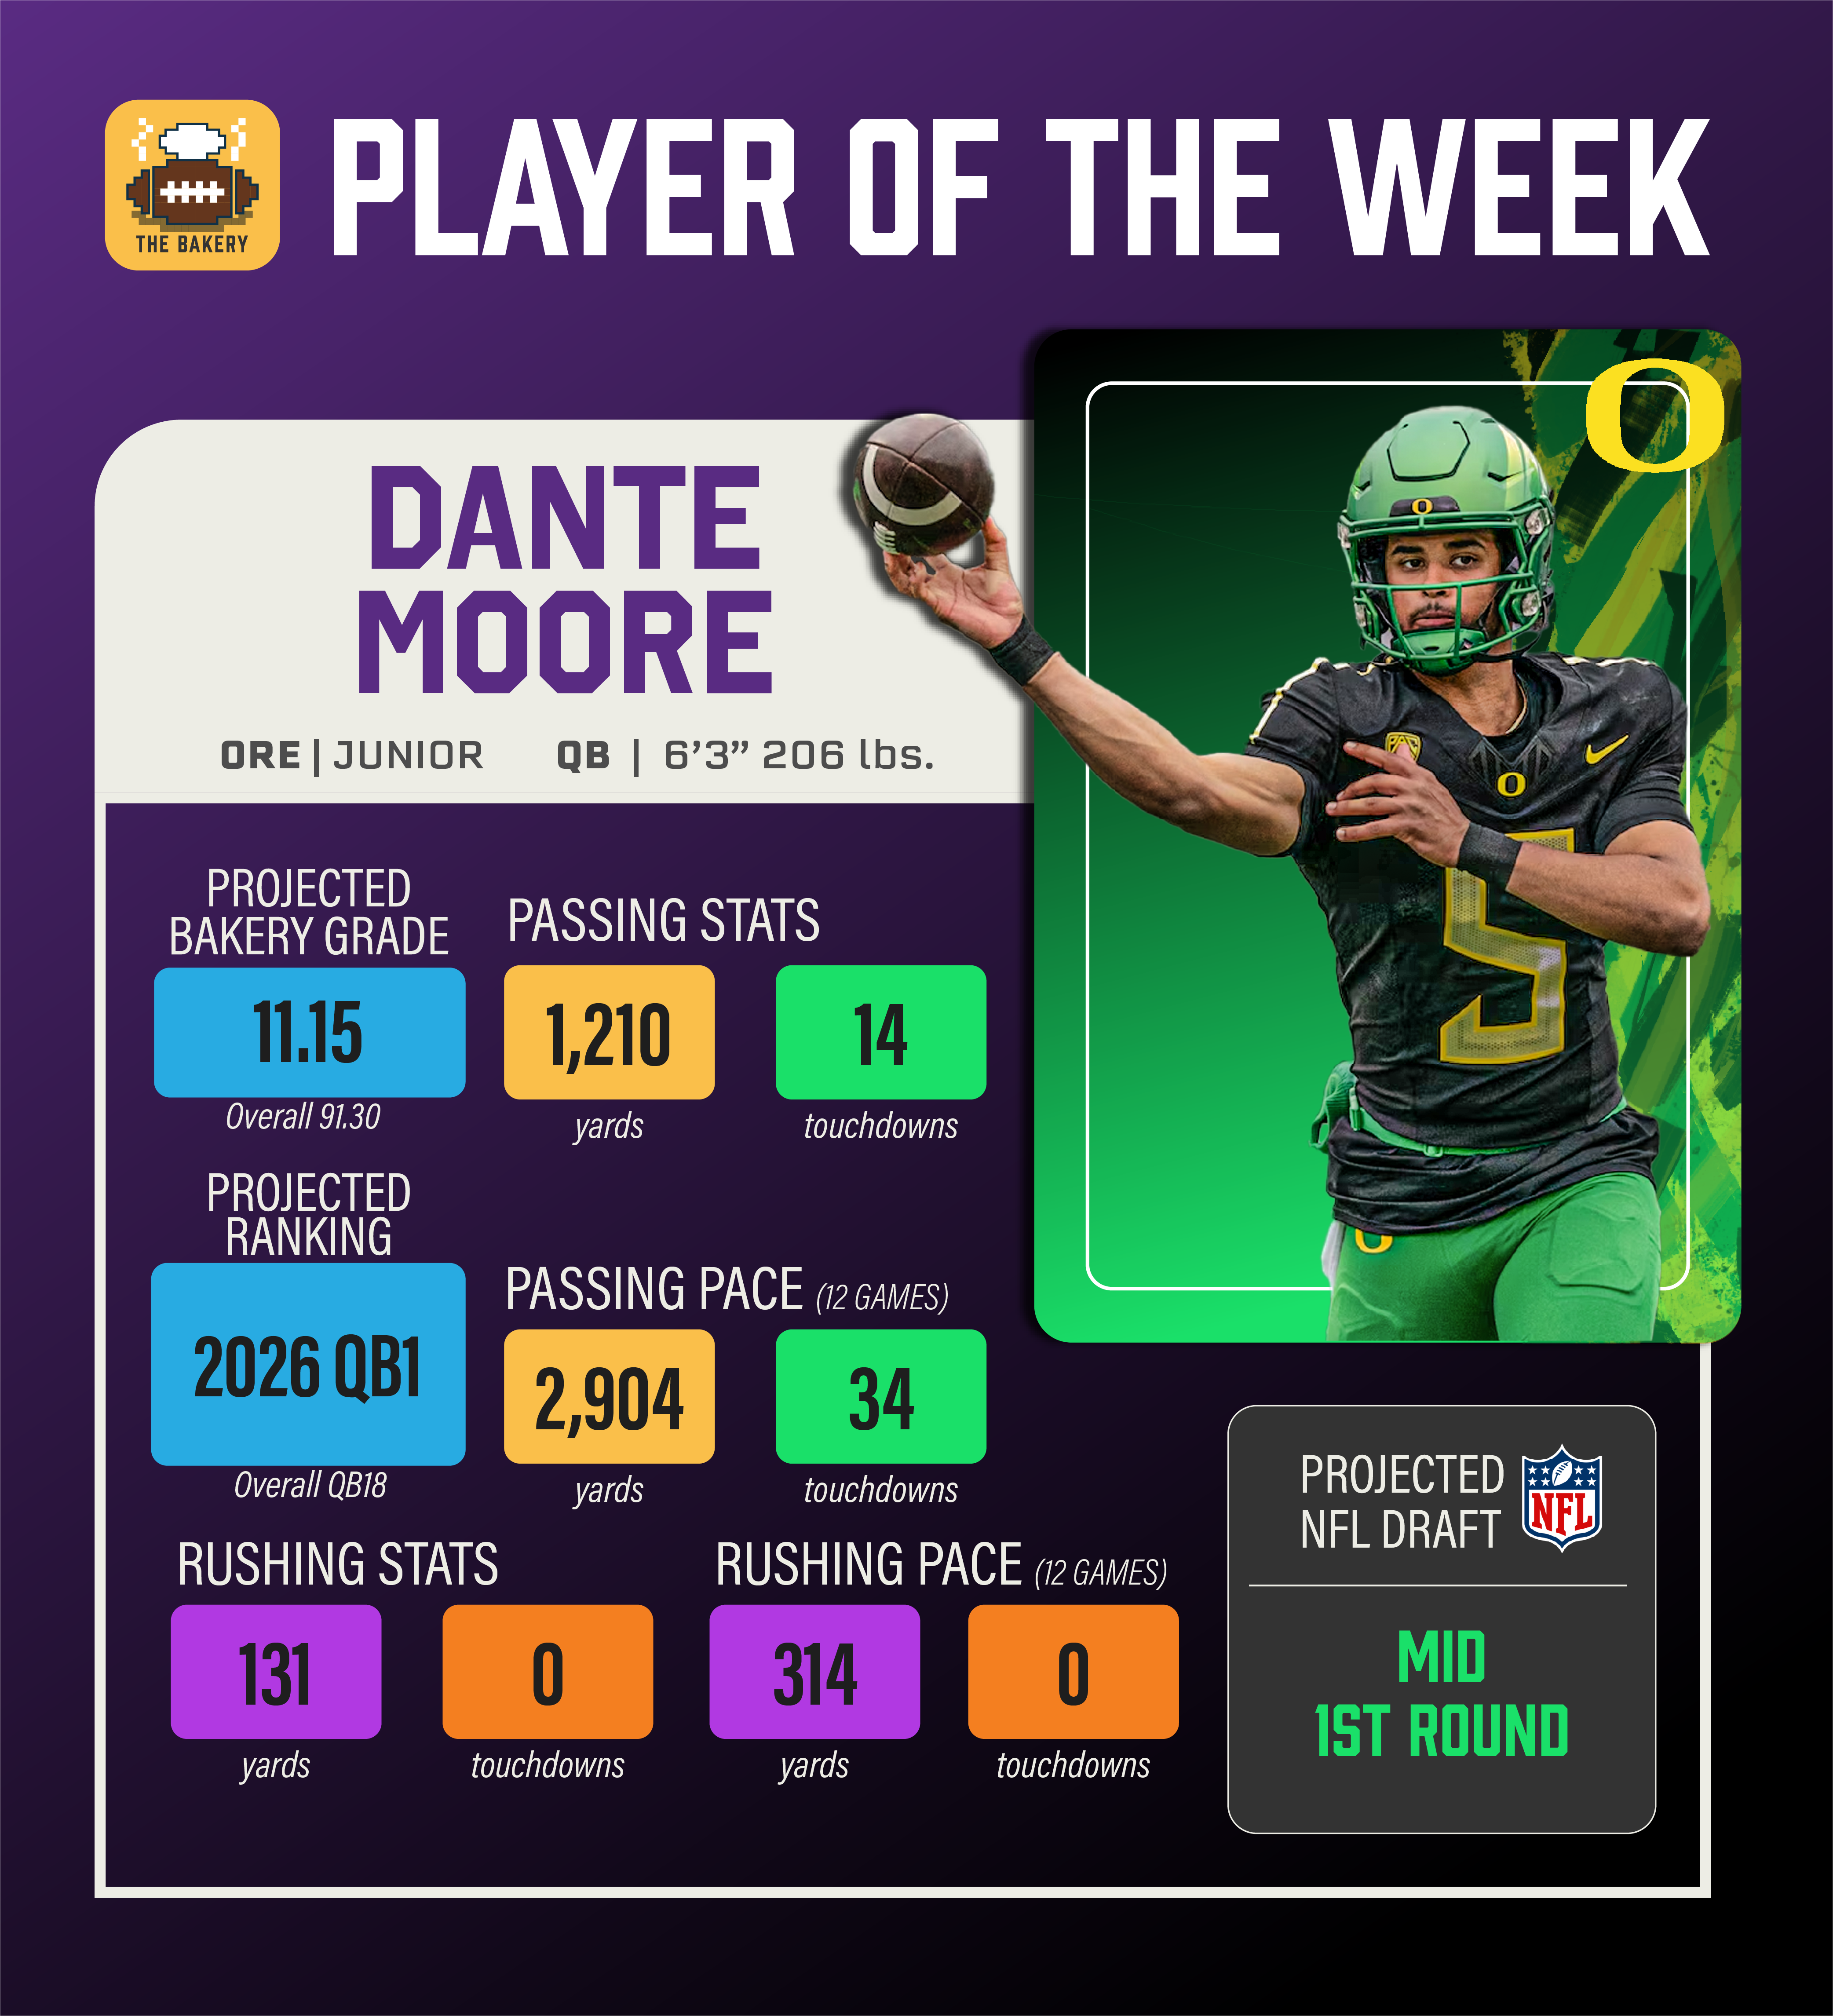 THE BAKERY
PLAYER OF THE WEEK
DANTE
MOORE
ORE | JUNIOR QB | 6’3” 206 lbs.
O
O
PAC
O
5
O
PROJECTED
BAKERY GRADE
11.15
Overall 91.30
PASSING STATS
1,210
yards
14
touchdowns
PROJECTED
RANKING
2026 QB1
Overall QB18
PASSING PACE (12 GAMES)
2,904
yards
34
touchdowns
RUSHING STATS
131
yards
0
touchdowns
RUSHING PACE (12 GAMES)
314
yards
0
touchdowns
PROJECTED
NFL DRAFT
NFL
MID
1ST ROUND